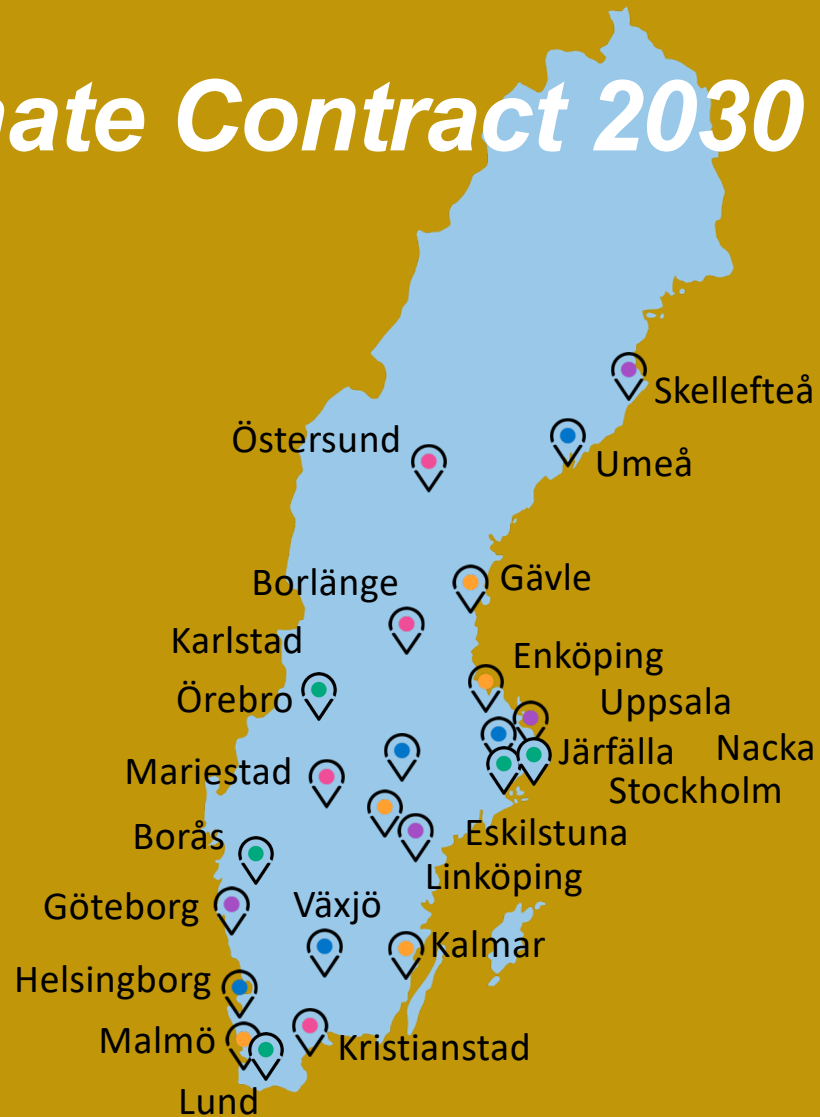 ate Contract 2030
Skellefteå
Östersund
Umeå
Gävle
Borlänge
Karlstad
Enköping
Örebro
Uppsala
Järfälla
Nacka
Mariestad
Stockholm
Borås
Eskilstuna
Linköping
Göteborg
Växjö
Kalmar
Helsingborg
Malmö
Kristianstad
Lund